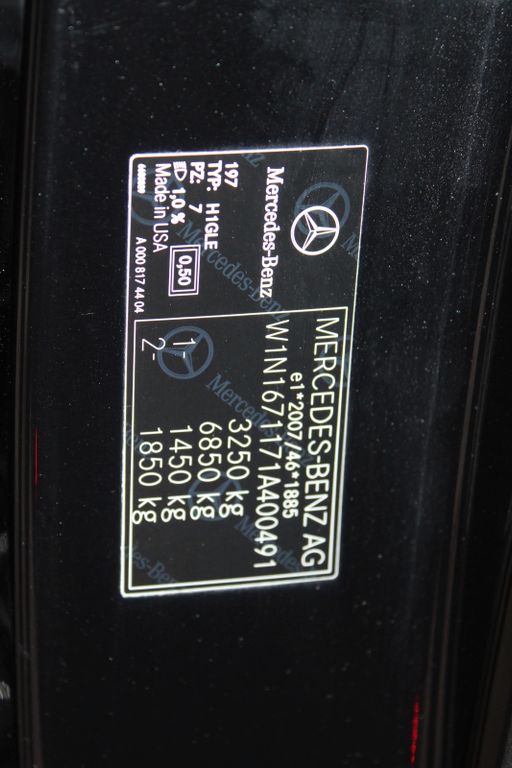 Mercedes-Benz
197
TYP: H1GLE
PZ: 7
1,0 %
0,50
Made in USA
A 000 817 44 04
MERCEDES-BENZ AG
e1*2007/46*1885
W1N1671171A400491
3250 kg
6850 kg
1- 1450 kg
2- 1850 kg